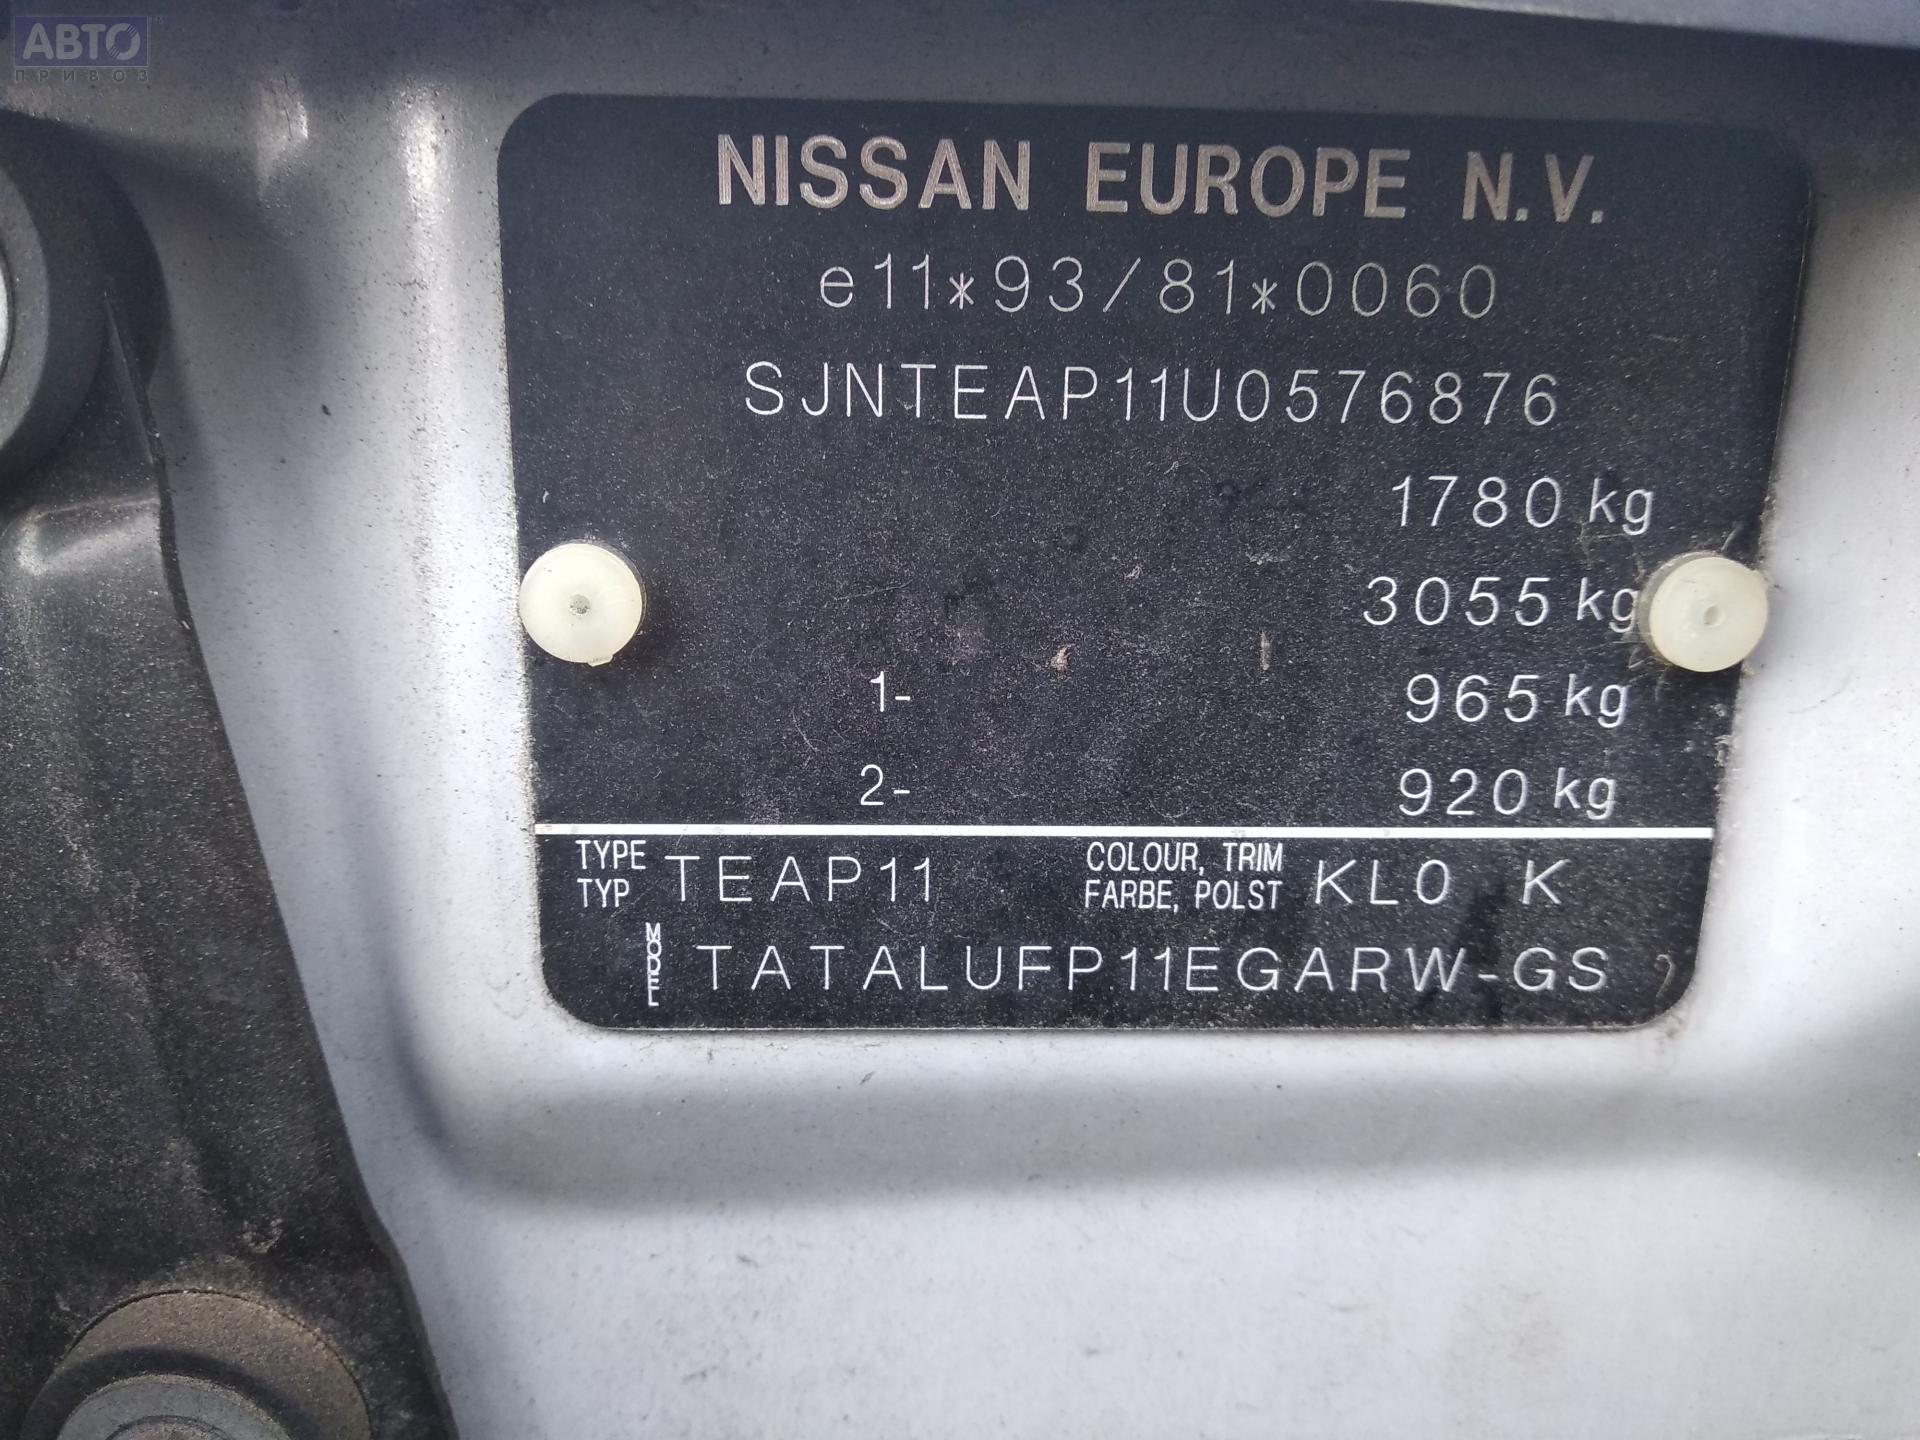 АВТО
ПРИВОЗ
NISSAN EUROPE N.V.
e11*93/81*0060
SJNTEAP11U0576876
1780 kg
3055 kg
1- 965 kg
2- 920 kg
TYPE TYP TEAP11 COLOUR, TRIM FARBE, POLST KL0 K
MODEL TATALUFP11EGARW-GS